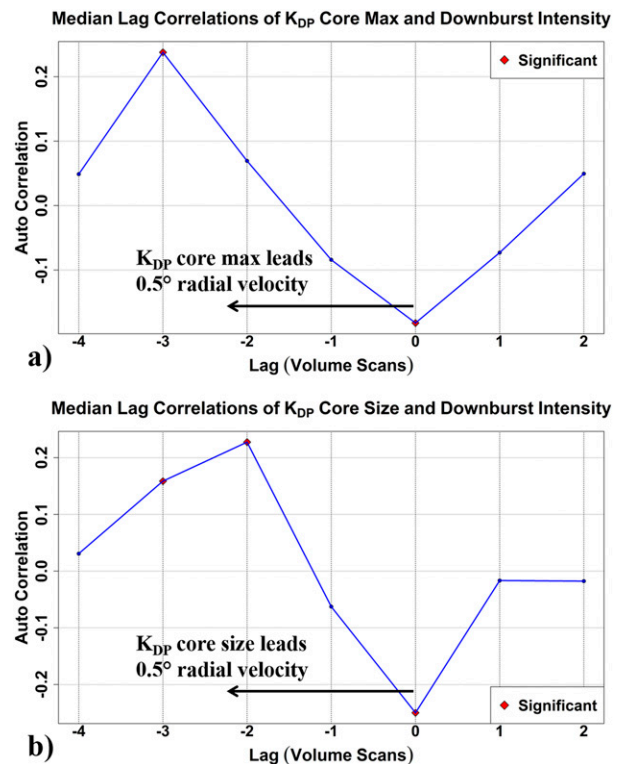 Median Lag Correlations of K_DP Core Max and Downburst Intensity
Significant
0.2
0.1
0.0
-0.1
Auto Correlation
K_DP core max leads
0.5° radial velocity
-4 -3 -2 -1 0 1 2
Lag (Volume Scans)
a)
Median Lag Correlations of K_DP Core Size and Downburst Intensity
0.2
0.1
0.0
-0.1
-0.2
Auto Correlation
K_DP core size leads
0.5° radial velocity
Significant
-4 -3 -2 -1 0 1 2
Lag (Volume Scans)
b)